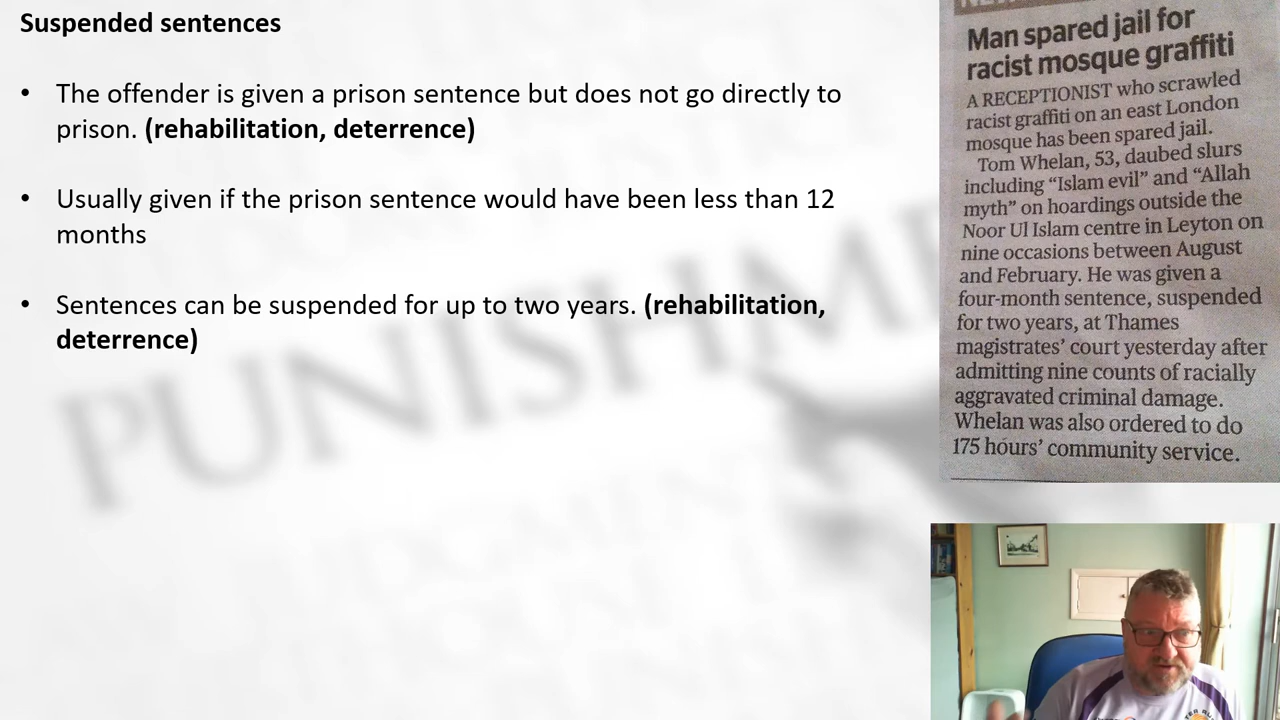 Suspended sentences
• The offender is given a prison sentence but does not go directly to
prison. (rehabilitation, deterrence)
• Usually given if the prison sentence would have been less than 12
months
• Sentences can be suspended for up to two years. (rehabilitation,
deterrence)
PUNISHME
Man spared jail for
racist mosque graffiti
A RECEPTIONIST who scrawled
racist graffiti on an east London
mosque has been spared jail.
Tom Whelan, 53, daubed slurs
including “Islam evil” and “Allah
myth” on hoardings outside the
Noor Ul Islam centre in Leyton on
nine occasions between August
and February. He was given a
four-month sentence, suspended
for two years, at Thames
magistrates’ court yesterday after
admitting nine counts of racially
aggravated criminal damage.
Whelan was also ordered to do
175 hours’ community service.